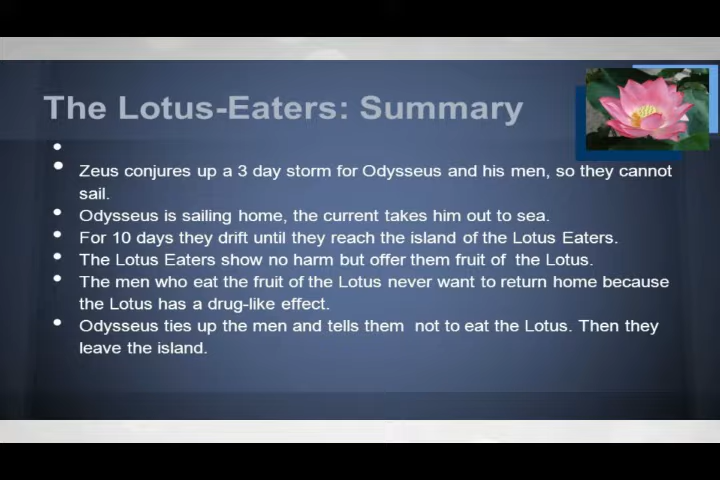 The Lotus-Eaters: Summary
Zeus conjures up a 3 day storm for Odysseus and his men, so they cannot
sail.
Odysseus is sailing home, the current takes him out to sea.
For 10 days they drift until they reach the island of the Lotus Eaters.
The Lotus Eaters show no harm but offer them fruit of the Lotus.
The men who eat the fruit of the Lotus never want to return home because
the Lotus has a drug-like effect.
Odysseus ties up the men and tells them not to eat the Lotus. Then they
leave the island.